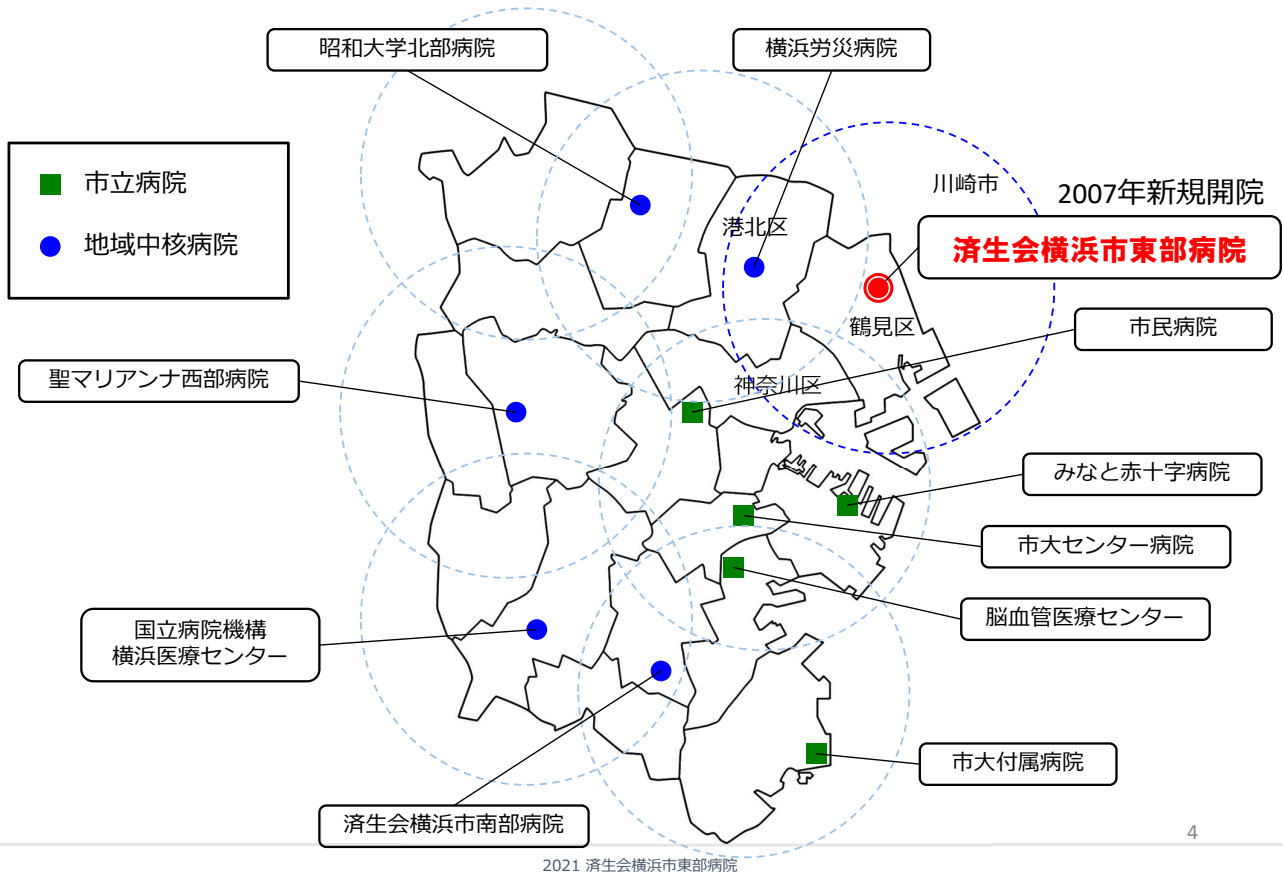 昭和大学北部病院
横浜労災病院
市立病院
地域中核病院
川崎市
2007年新規開院
港北区
済生会横浜市東部病院
鶴見区
市民病院
聖マリアンナ西部病院
神奈川区
みなと赤十字病院
市大センター病院
脳血管医療センター
国立病院機構
横浜医療センター
市大付属病院
済生会横浜市南部病院
4
2021 済生会横浜市東部病院